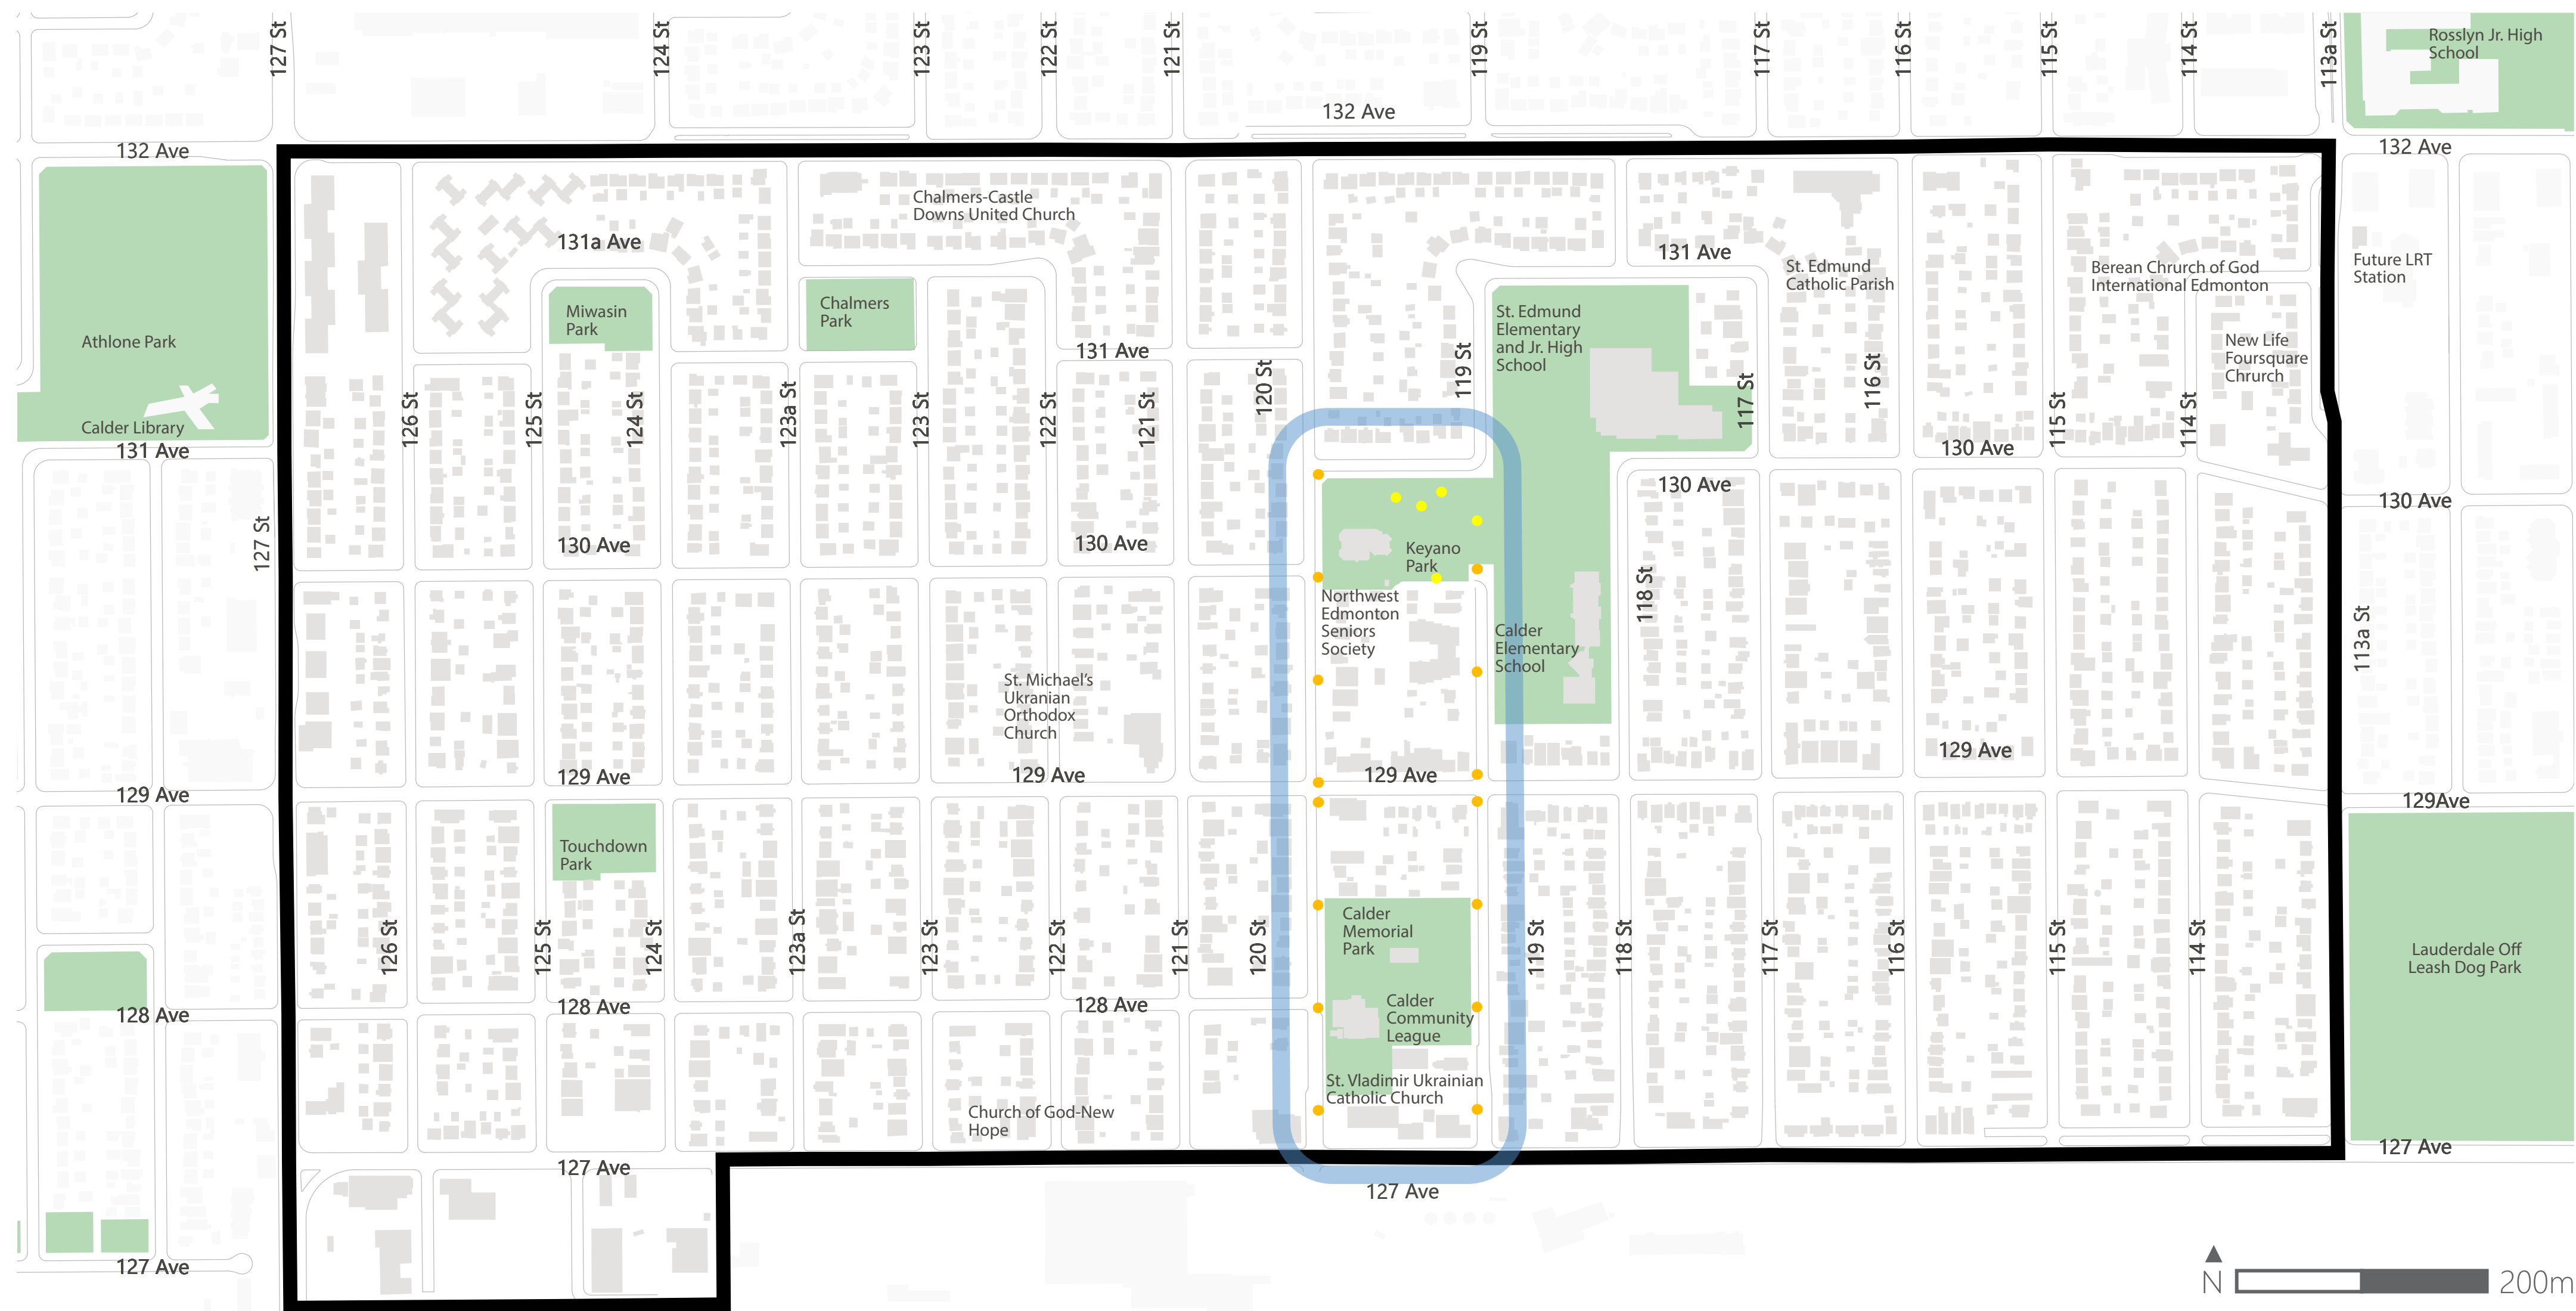 127 St
124 St
123 St
122 St
121 St
119 St
117 St
116 St
115 St
114 St
113a St
Rosslyn Jr. High
School
132 Ave
132 Ave
132 Ave
Chalmers-Castle
Downs United Church
131a Ave
131 Ave
St. Edmund
Catholic Parish
Berean Chruch of God
International Edmonton
Future LRT
Station
Miwasin
Park
Chalmers
Park
St. Edmund
Elementary
and Jr. High
School
Athlone Park
131 Ave
New Life
Foursquare
Chruch
119 St
120 St
117 St
116 St
126 St
125 St
124 St
123a St
123 St
122 St
121 St
115 St
114 St
Calder Library
131 Ave
130 Ave
130 Ave
130 Ave
127 St
130 Ave
130 Ave
Keyano
Park
118 St
Northwest
Edmonton
Seniors
Society
Calder
Elementary
School
113a St
St. Michael's
Ukranian
Orthodox
Church
129 Ave
129 Ave
129 Ave
129 Ave
129 Ave
129Ave
Touchdown
Park
126 St
125 St
124 St
123a St
123 St
122 St
121 St
120 St
Calder
Memorial
Park
119 St
118 St
117 St
116 St
115 St
114 St
Lauderdale Off
Leash Dog Park
128 Ave
128 Ave
128 Ave
Calder
Community
League
St. Vladimir Ukrainian
Catholic Church
Church of God-New
Hope
127 Ave
127 Ave
127 Ave
127 Ave
N
200m